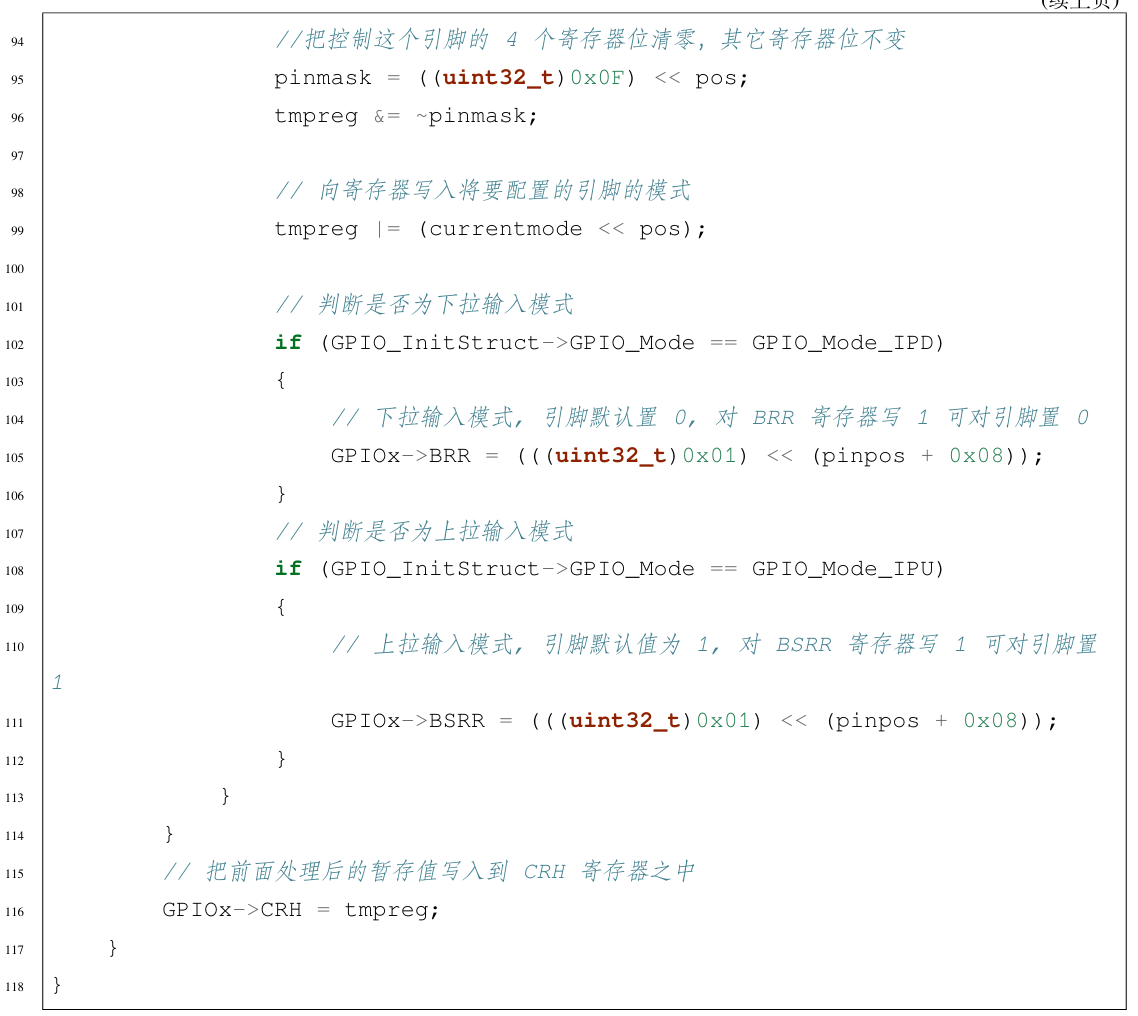 (续上页)
94 //把控制这个引脚的 4 个寄存器位清零，其它寄存器位不变
95 pinmask = ((uint32_t)0x0F) << pos;
96 tmpreg &= ~pinmask;
97
98 // 向寄存器写入将要配置的引脚的模式
99 tmpreg |= (currentmode << pos);
100
101 // 判断是否为下拉输入模式
102 if (GPIO_InitStruct->GPIO_Mode == GPIO_Mode_IPD)
103 {
104 // 下拉输入模式, 引脚默认置 0, 对 BRR 寄存器写 1 可对引脚置 0
105 GPIOx->BRR = (((uint32_t)0x01) << (pinpos + 0x08));
106 }
107 // 判断是否为上拉输入模式
108 if (GPIO_InitStruct->GPIO_Mode == GPIO_Mode_IPU)
109 {
110 // 上拉输入模式, 引脚默认值为 1, 对 BSRR 寄存器写 1 可对引脚置
1
111 GPIOx->BSRR = (((uint32_t)0x01) << (pinpos + 0x08));
112 }
113 }
114 }
115 // 把前面处理后的暂存值写入到 CRH 寄存器之中
116 GPIOx->CRH = tmpreg;
117 }
118 }